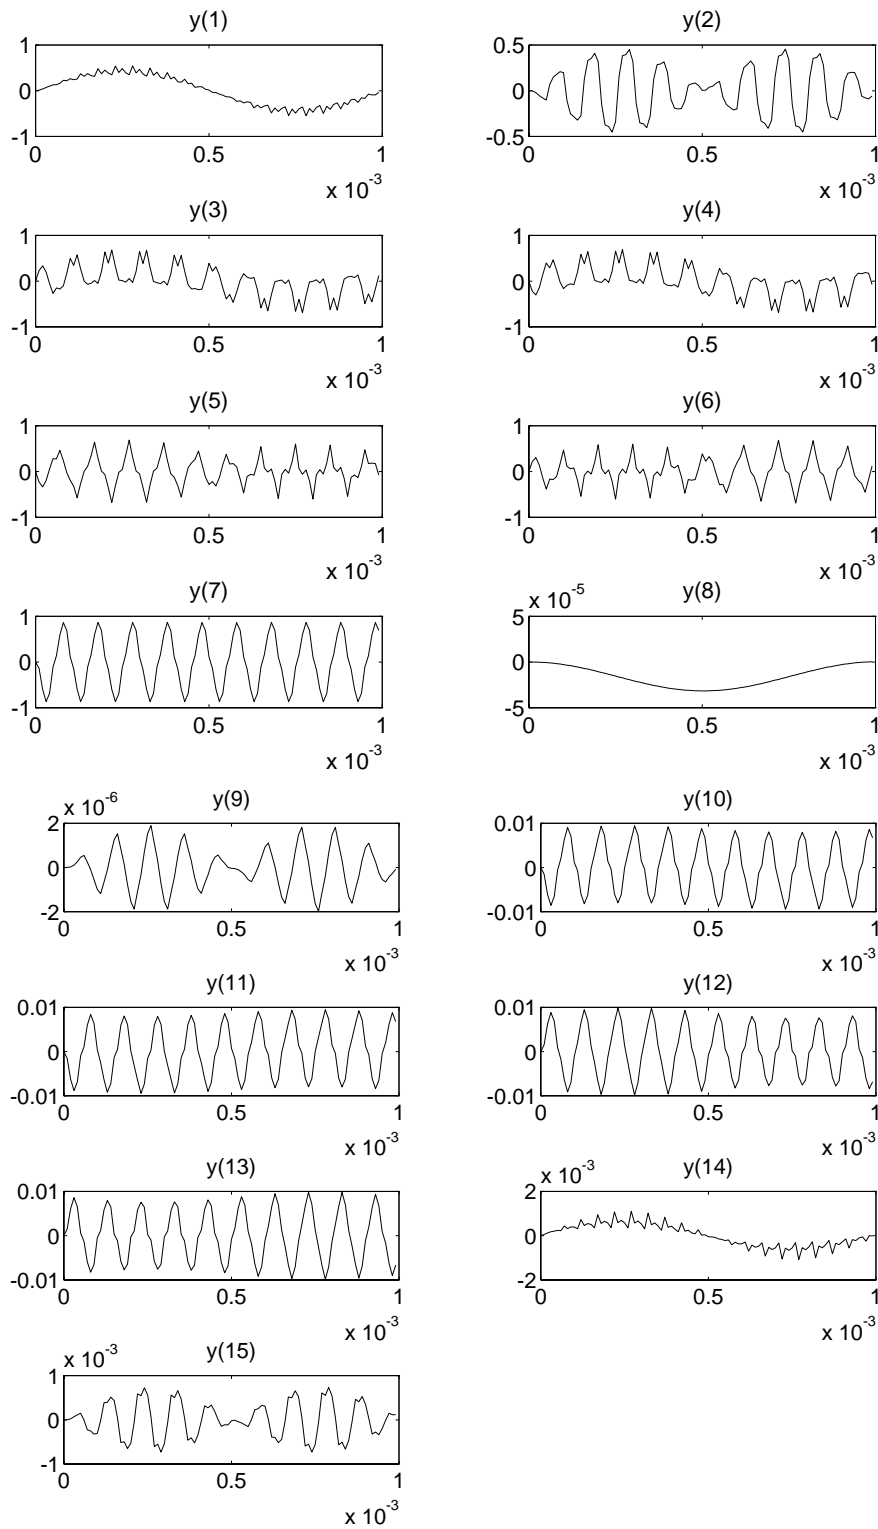 y(1)
1
0
-1
0 0.5 1
x 10^-3
y(2)
0.5
0
-0.5
0 0.5 1
x 10^-3
y(3)
1
0
-1
0 0.5 1
x 10^-3
y(4)
1
0
-1
0 0.5 1
x 10^-3
y(5)
1
0
-1
0 0.5 1
x 10^-3
y(6)
1
0
-1
0 0.5 1
x 10^-3
y(7)
1
0
-1
0 0.5 1
x 10^-3
x 10^-5
y(8)
5
0
-5
0 0.5 1
x 10^-3
x 10^-6
y(9)
2
0
-2
0 0.5 1
x 10^-3
y(10)
0.01
0
-0.01
0 0.5 1
x 10^-3
y(11)
0.01
0
-0.01
0 0.5 1
x 10^-3
y(12)
0.01
0
-0.01
0 0.5 1
x 10^-3
y(13)
0.01
0
-0.01
0 0.5 1
x 10^-3
x 10^-3
y(14)
2
0
-2
0 0.5 1
x 10^-3
x 10^-3
y(15)
1
0
-1
0 0.5 1
x 10^-3